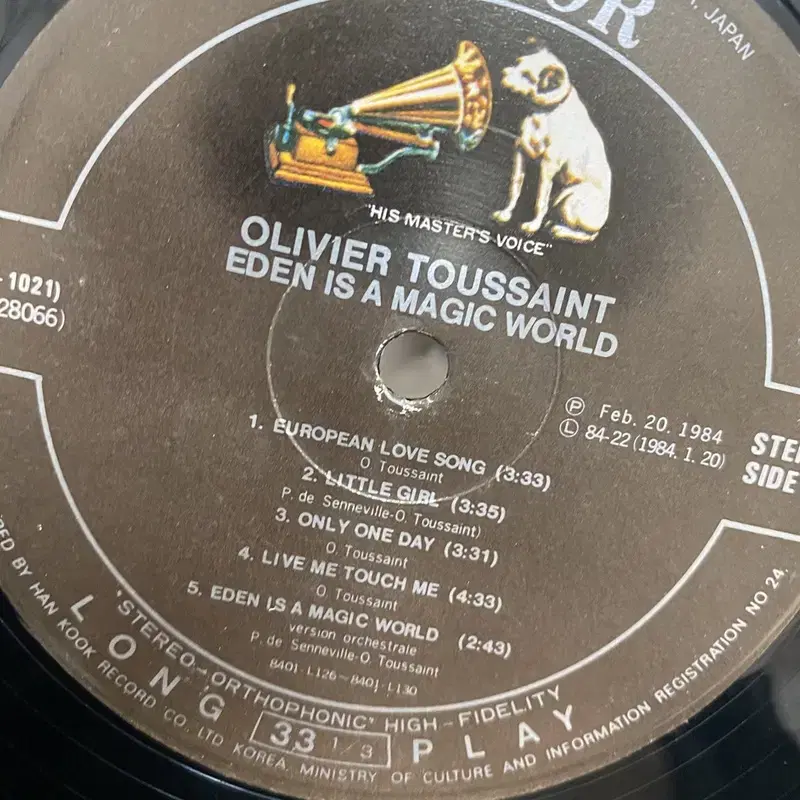 JAPAN
"HIS MASTER'S VOICE"
OLIVIER TOUSSAINT
EDEN IS A MAGIC WORLD
1021)
28066)
Ⓟ Feb. 20. 1984
Ⓛ 84-22 (1984. 1. 20)
SIDE
1. EUROPEAN LOVE SONG (3:33)
O Toussaint
2. LITTLE GIRL (3:35)
P. de Senneville-O. Toussaint)
3. ONLY ONE DAY (3:31)
O. Toussaint
4. LIVE ME TOUCH ME (4:33)
O. Toussaint
5. EDEN IS A MAGIC WORLD (2:43)
version orchestrale
P. de Senneville-O. Toussaint
8401-L126~8401-L130
'STEREO-ORTHOPHONIC' HIGH-FIDELITY
LONG 33 1/3 PLAY
BY HAN KOOK RECORD CO., LTD KOREA. MINISTRY OF CULTURE AND INFORMATION REGISTRATION NO 24.